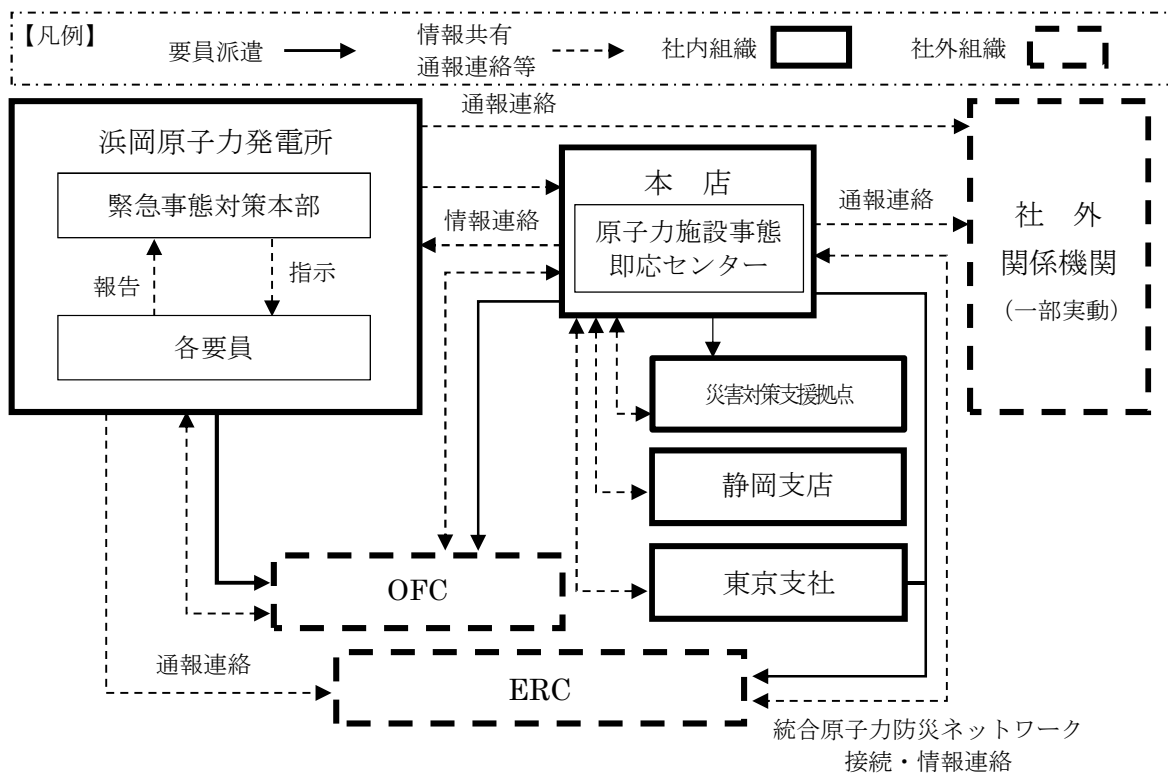 【凡例】
要員派遣
情報共有
通報連絡等
社内組織
社外組織
通報連絡
浜岡原子力発電所
緊急事態対策本部
報告
指示
各要員
情報連絡
本　店
原子力施設事態
即応センター
通報連絡
社　外
関係機関
（一部実動）
災害対策支援拠点
静岡支店
東京支社
OFC
通報連絡
ERC
統合原子力防災ネットワーク
接続・情報連絡